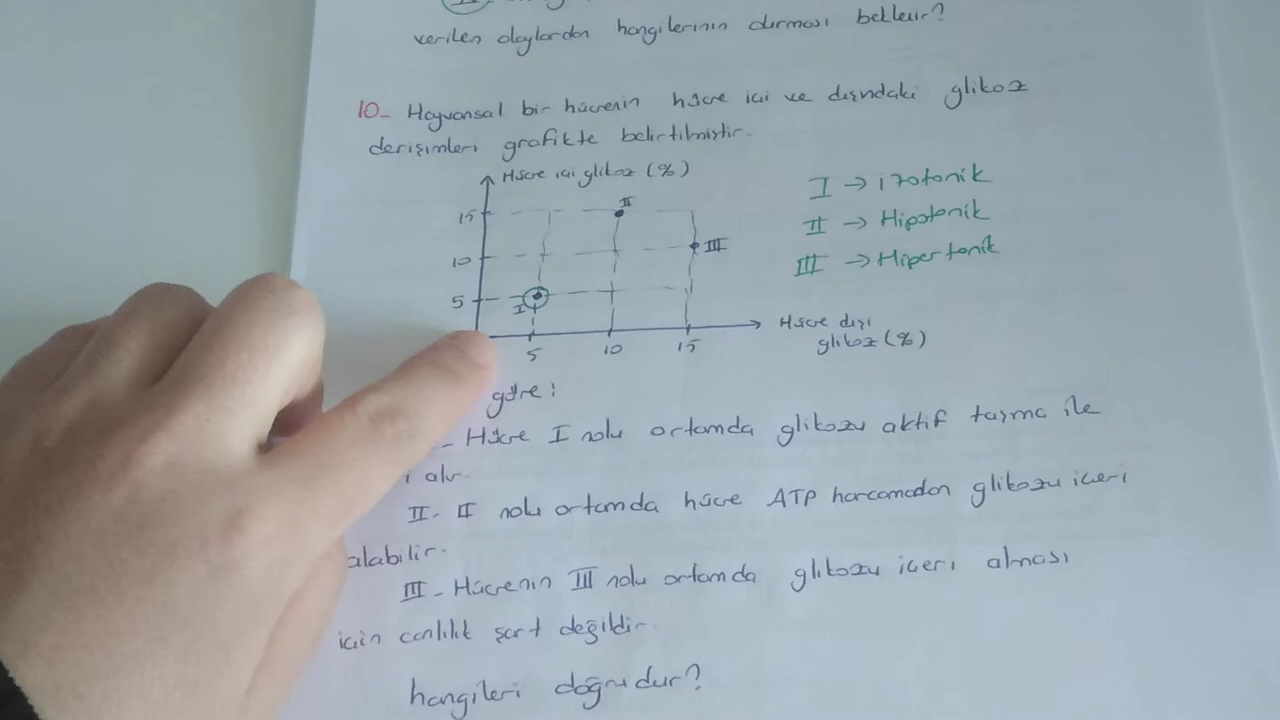 verilen olaylardan hangilerinin durması beklenir?
10- Hayvansal bir hücrenin hücre içi ve dışındaki glikoz
derişimleri grafikte belirtilmiştir.
Hücre içi glikoz (%)
15
10
5
I
II
III
5 10 15
Hücre dışı
glikoz (%)
I → izotonik
II → Hipotonik
III → Hipertonik
göre;
- Hücre I nolu ortamda glikozu aktif taşıma ile
i alır.
II- II nolu ortamda hücre ATP harcamadan glikozu içeri
alabilir.
III- Hücrenin III nolu ortamda glikozu içeri alması
için canlılık şart değildir.
hangileri doğrudur?